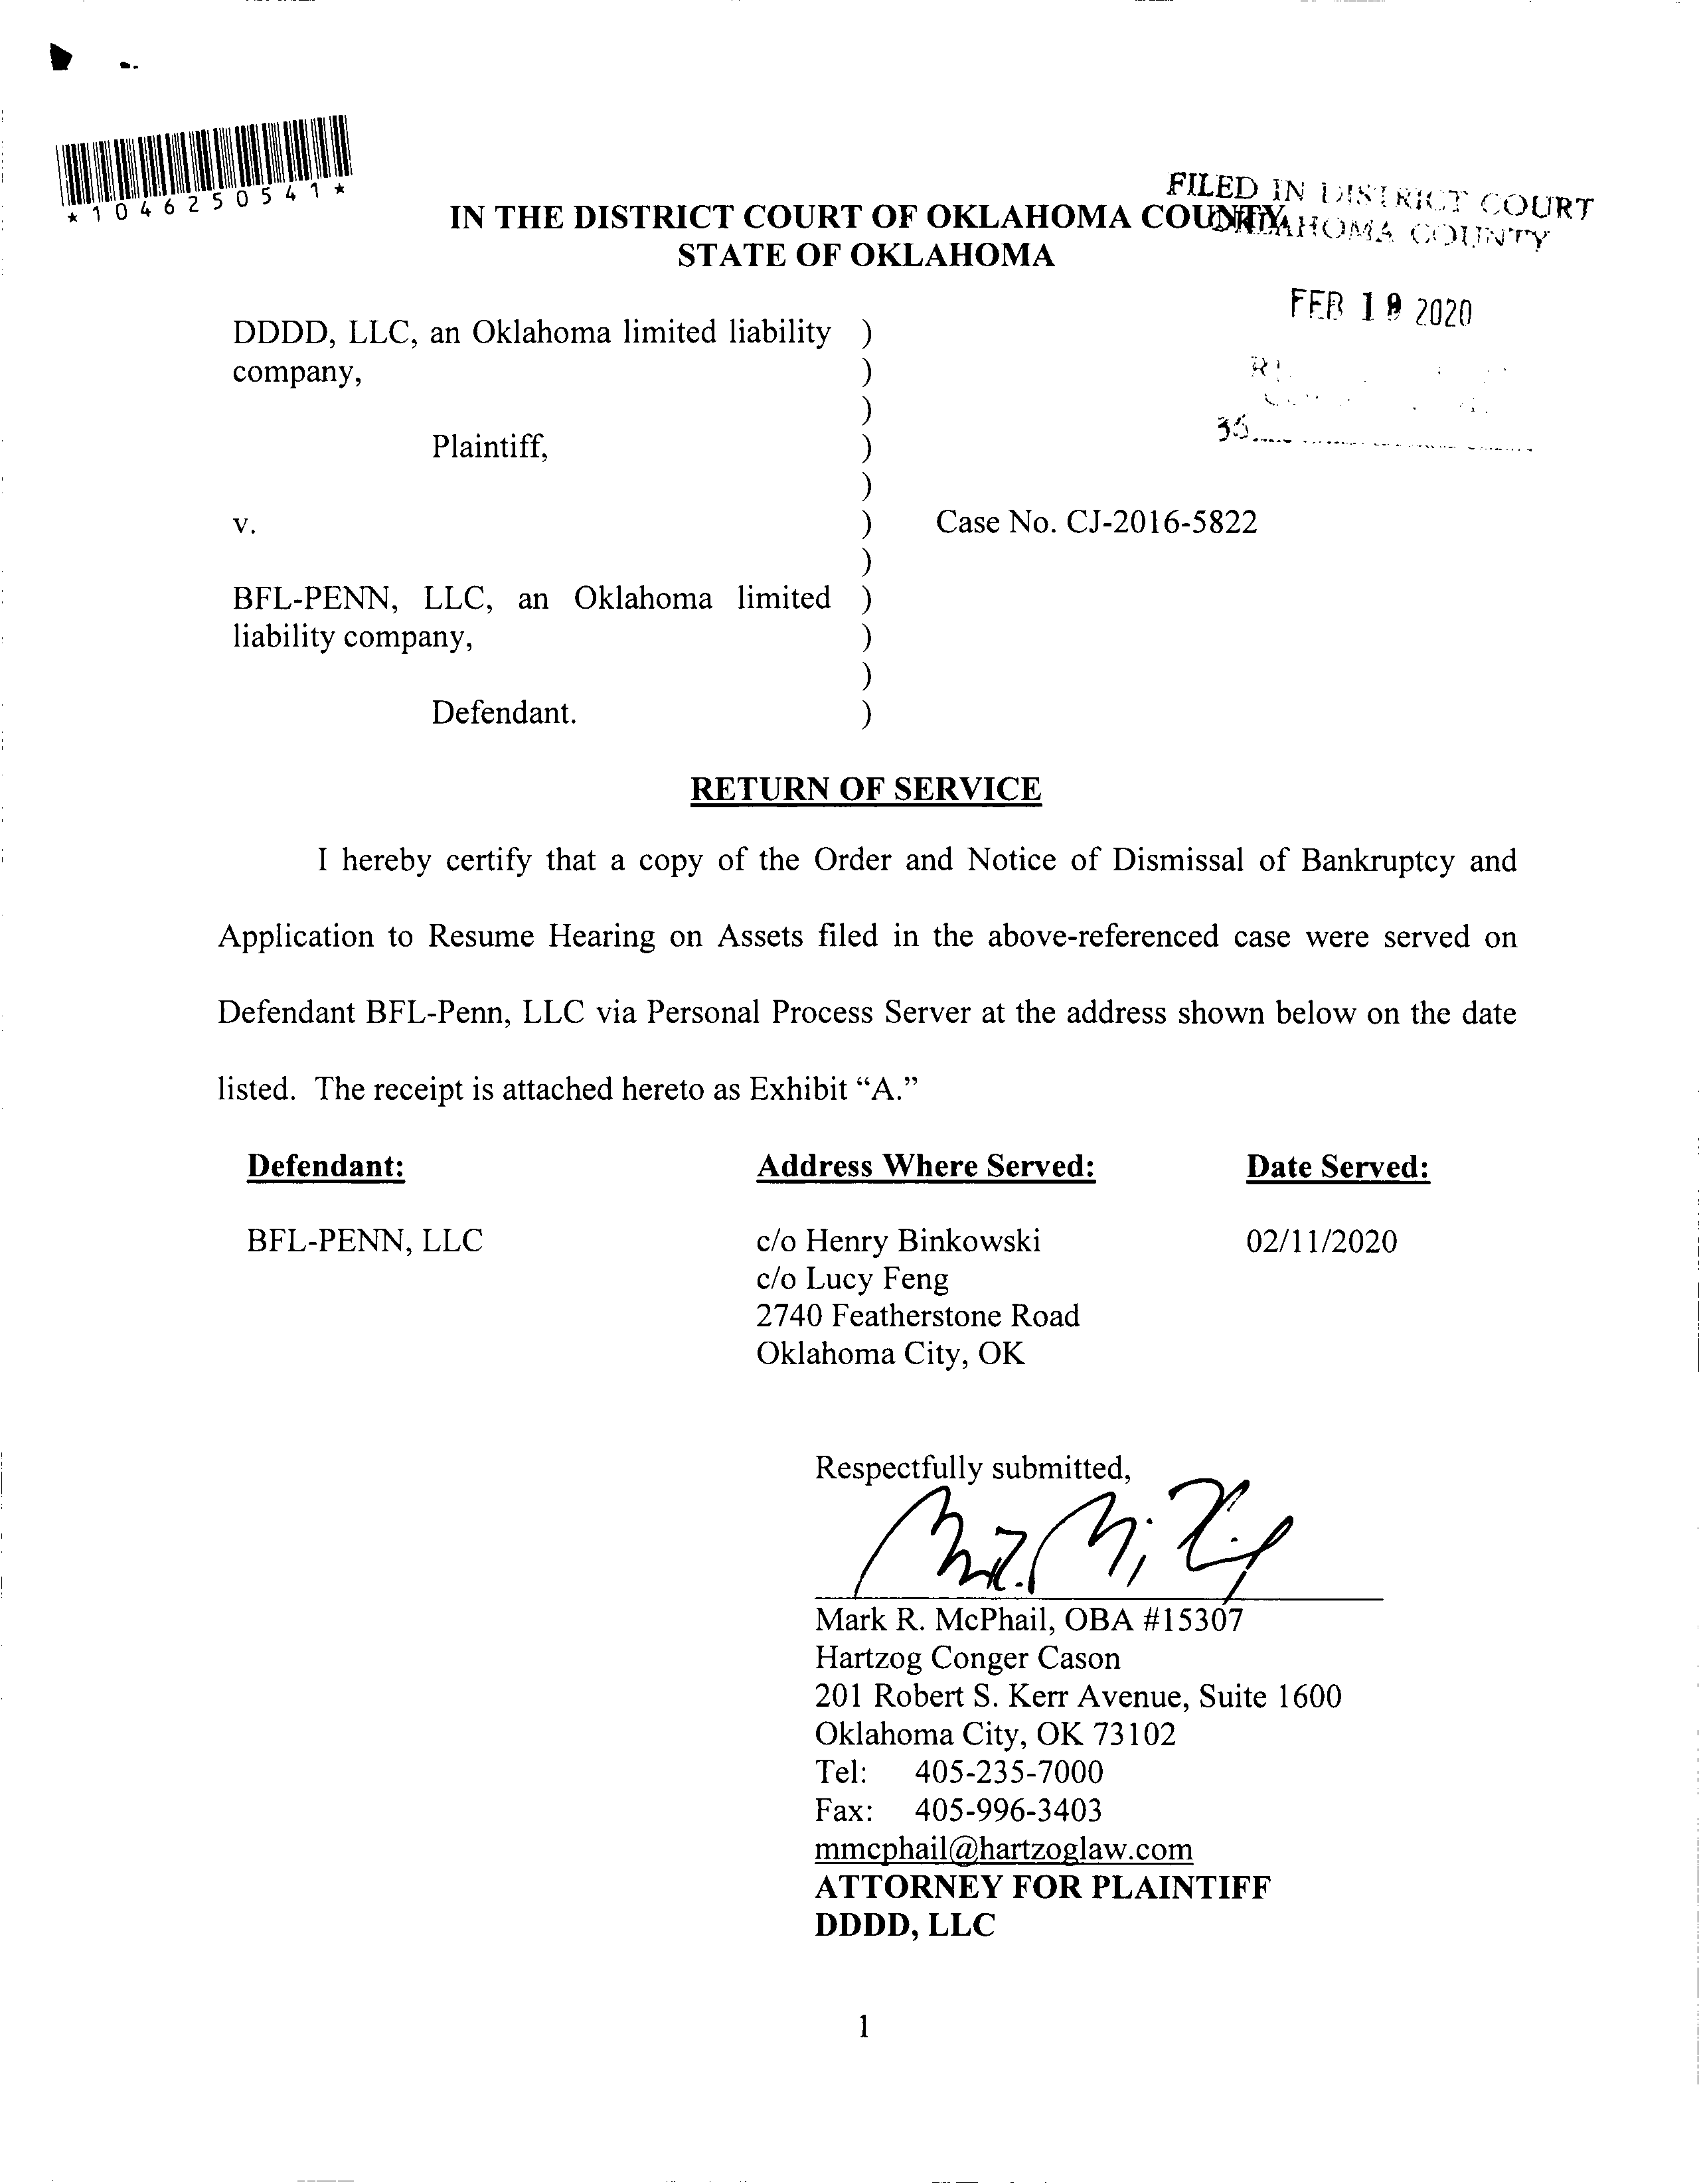 *1046250541*
FILED IN DISTRICT COURT
OKLAHOMA COUNTY
IN THE DISTRICT COURT OF OKLAHOMA COUNTY
STATE OF OKLAHOMA
FEB 19 2020
DDDD, LLC, an Oklahoma limited liability )
company, )
)
Plaintiff, )
)
v. ) Case No. CJ-2016-5822
)
BFL-PENN, LLC, an Oklahoma limited )
liability company, )
)
Defendant. )
RETURN OF SERVICE
I hereby certify that a copy of the Order and Notice of Dismissal of Bankruptcy and
Application to Resume Hearing on Assets filed in the above-referenced case were served on
Defendant BFL-Penn, LLC via Personal Process Server at the address shown below on the date
listed. The receipt is attached hereto as Exhibit “A.”
Defendant: Address Where Served: Date Served:
BFL-PENN, LLC c/o Henry Binkowski 02/11/2020
c/o Lucy Feng
2740 Featherstone Road
Oklahoma City, OK
Respectfully submitted,
Mark R. McPhail, OBA #15307
Hartzog Conger Cason
201 Robert S. Kerr Avenue, Suite 1600
Oklahoma City, OK 73102
Tel: 405-235-7000
Fax: 405-996-3403
mmcphail@hartzoglaw.com
ATTORNEY FOR PLAINTIFF
DDDD, LLC
1